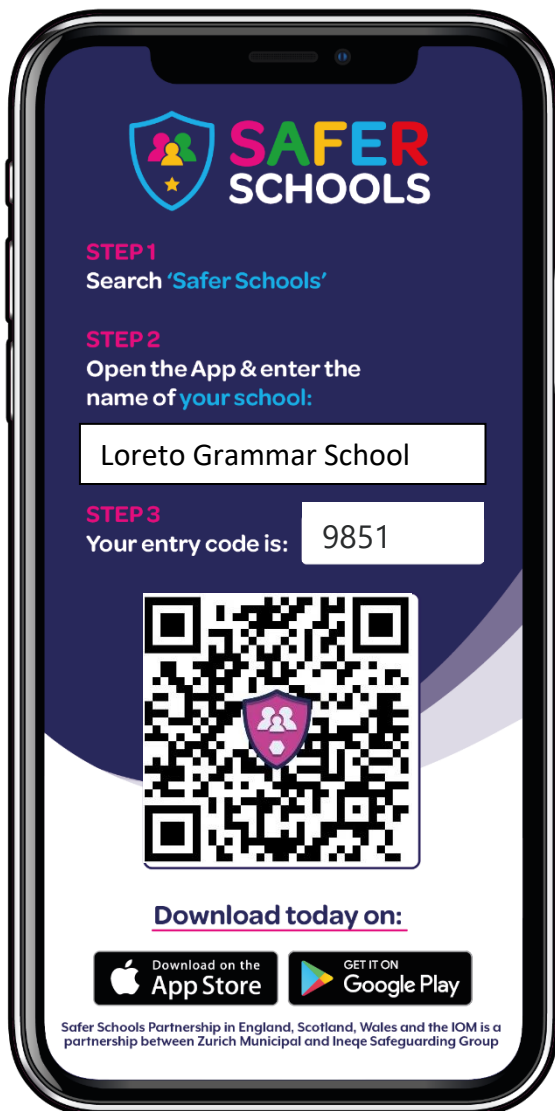 SAFER
SCHOOLS
STEP 1
Search ‘Safer Schools’
STEP 2
Open the App & enter the
name of your school:
Loreto Grammar School
STEP 3
Your entry code is: 9851
Download today on:
Download on the
App Store
GET IT ON
Google Play
Safer Schools Partnership in England, Scotland, Wales and the IOM is a
partnership between Zurich Municipal and Ineqe Safeguarding Group